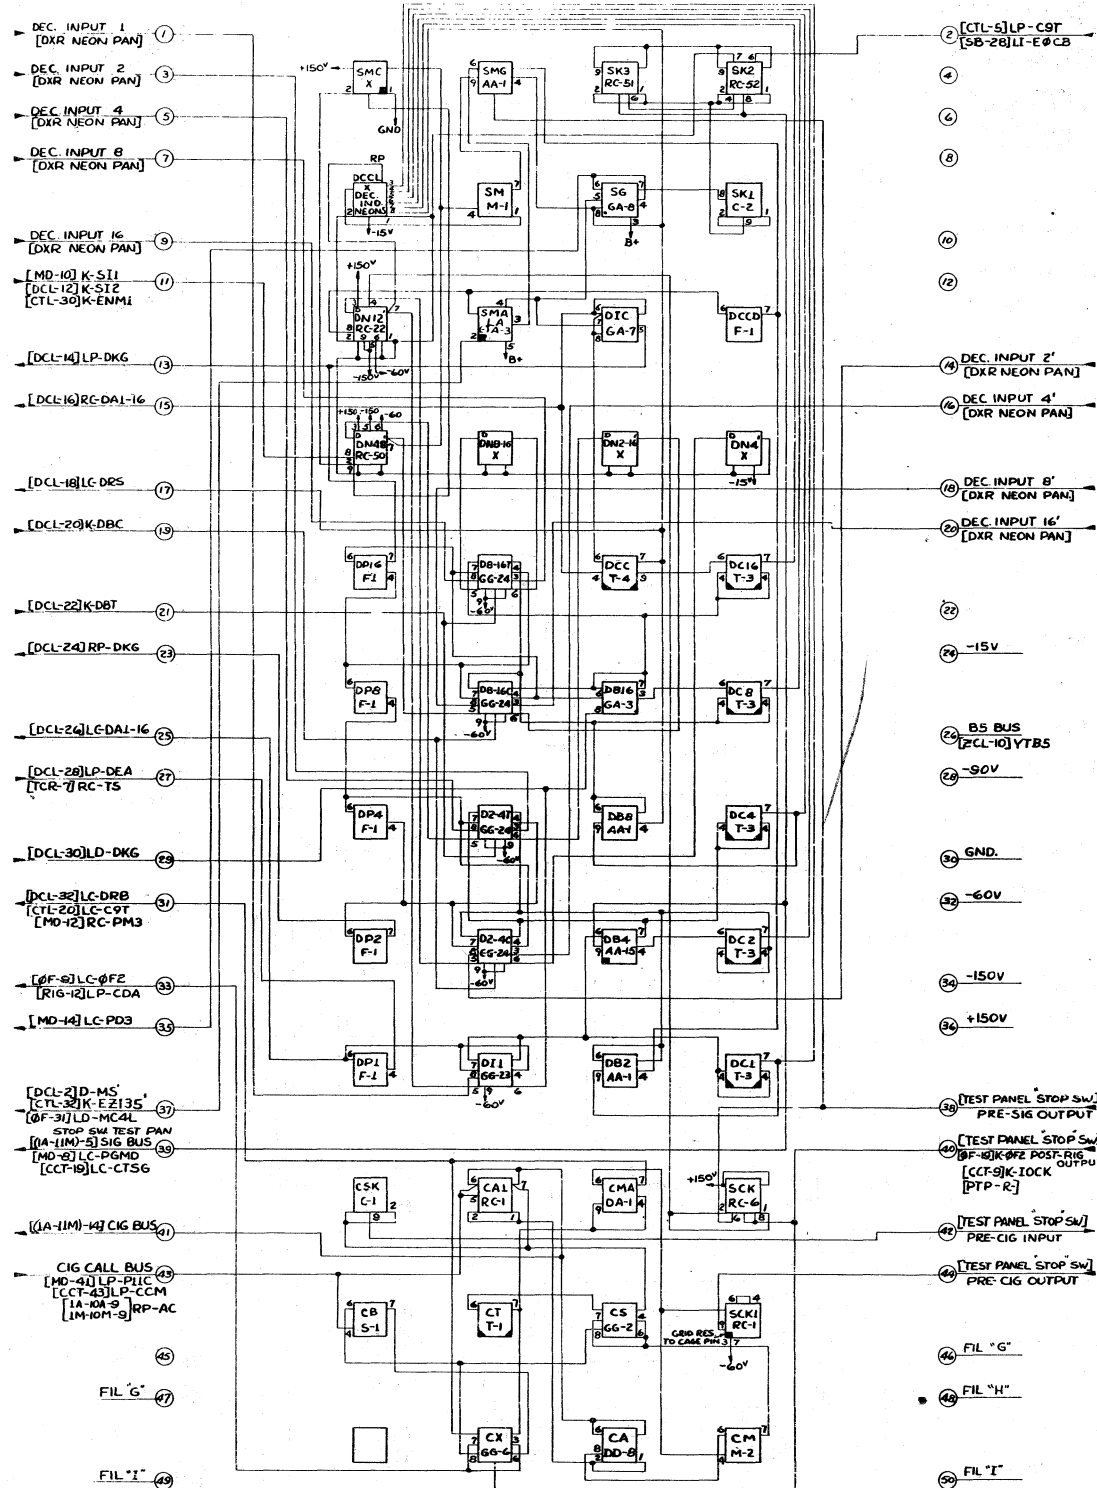 DEC. INPUT 1
[DXR NEON PAN]
1
DEC. INPUT 2
[DXR NEON PAN]
3
DEC INPUT 4
[DXR NEON PAN]
5
DEC. INPUT 8
[DXR NEON PAN]
7
DEC. INPUT 16
[DXR NEON PAN]
9
[MD-10] K-SI1
[DCL-12] K-SI2
[CTL-30] K-ENM1
11
[DCL-14] LP-DKG
13
[DCL-16] RC-DA1-16
15
[DCL-18] LC-DRS
17
[DCL-20] K-DBC
19
[DCL-22] K-DBT
21
[DCL-24] RP-DKG
23
[DCL-26] LC-DA1-16
25
[DCL-28] LP-DEA
[TCR-7] RC-TS
27
[DCL-30] LD-DKG
29
[DCL-32] LC-DRB
[CTL-20] LC-C9T
[MD-12] RC-PM3
31
[ØF-9] LC-ØF2
[RIG-12] LP-CDA
33
[MD-14] LC-PD3
35
[DCL-2] D-MS'
[CTL-32] K-EZ135'
[ØF-31] LD-MC4L
37
STOP SW. TEST PAN
[(1A-11M)-5] SIG BUS
[MD-8] LC-PGMD
[CCT-19] LC-CTSG
39
[(1A-11M)-14] CIG BUS
41
CIG CALL BUS
[MD-41] LP-P11C
[CCT-43] LP-CCM
[1A-10A-9
1M-10M-9] RP-AC
43
45
FIL "G"
47
FIL "I"
49
+150V
SMC
X
GND
SMG
AA-1
SK3
RC-51
SK2
RC-52
RP
DCCL
X
DEC.
IND.
NEONS
-15V
SM
M-1
SG
GA-8
B+
SK1
C-2
+150V
DN12
RC-22
-150V
-60V
SMA
B+
DIC
GA-7
DCCD
F-1
+150
-150
-60
DN48
RC-50
DN8-16
X
DN2-16
X
DN4
X
-15V
DP16
F1
D8-16T
GG-24
-60V
DCC
T-4
DC16
T-3
DP8
F-1
D8-16C
GG-24
-60V
DB16
GA-3
DC8
T-3
DP4
F-1
D2-4T
GG-24
-60V
DB8
AA-1
DC4
T-3
DP2
F-1
D2-4C
GG-24
-60V
DB4
AA-15
DC2
T-3
DP1
F-1
DI1
GG-23
-60V
DB2
AA-1
DC1
T-3
CSK
C-1
CA1
RC-1
CMA
DA-1
+150V
SCK
RC-6
CB
S-1
CT
T-1
CS
GG-2
SCK1
RC-1
GRID RES.
TO CAGE PIN 3
-60V
CX
GG-6
CA
DD-8
CM
M-2
2
[CTL-5] LP-C9T
[SB-28] LI-EØCB
4
6
8
10
12
14
DEC. INPUT 2'
[DXR NEON PAN]
16
DEC INPUT 4'
[DXR NEON PAN]
18
DEC. INPUT 8'
[DXR NEON PAN]
20
DEC. INPUT 16'
[DXR NEON PAN]
22
24
-15V
26
B5 BUS
[ZCL-10] YTB5
28
-90V
30
GND.
32
-60V
34
-150V
36
+150V
38
[TEST PANEL "STOP" SW]
PRE-SIG OUTPUT
40
[TEST PANEL "STOP" SW]
[ØF-19] K-ØF2 POST-RIG OUTPU
[CCT-9] K-IOCK
[PTP-R-]
42
[TEST PANEL "STOP" SW]
PRE-CIG INPUT
44
[TEST PANEL "STOP" SW]
PRE-CIG OUTPUT
46
FIL "G"
48
FIL "H"
50
FIL "I"